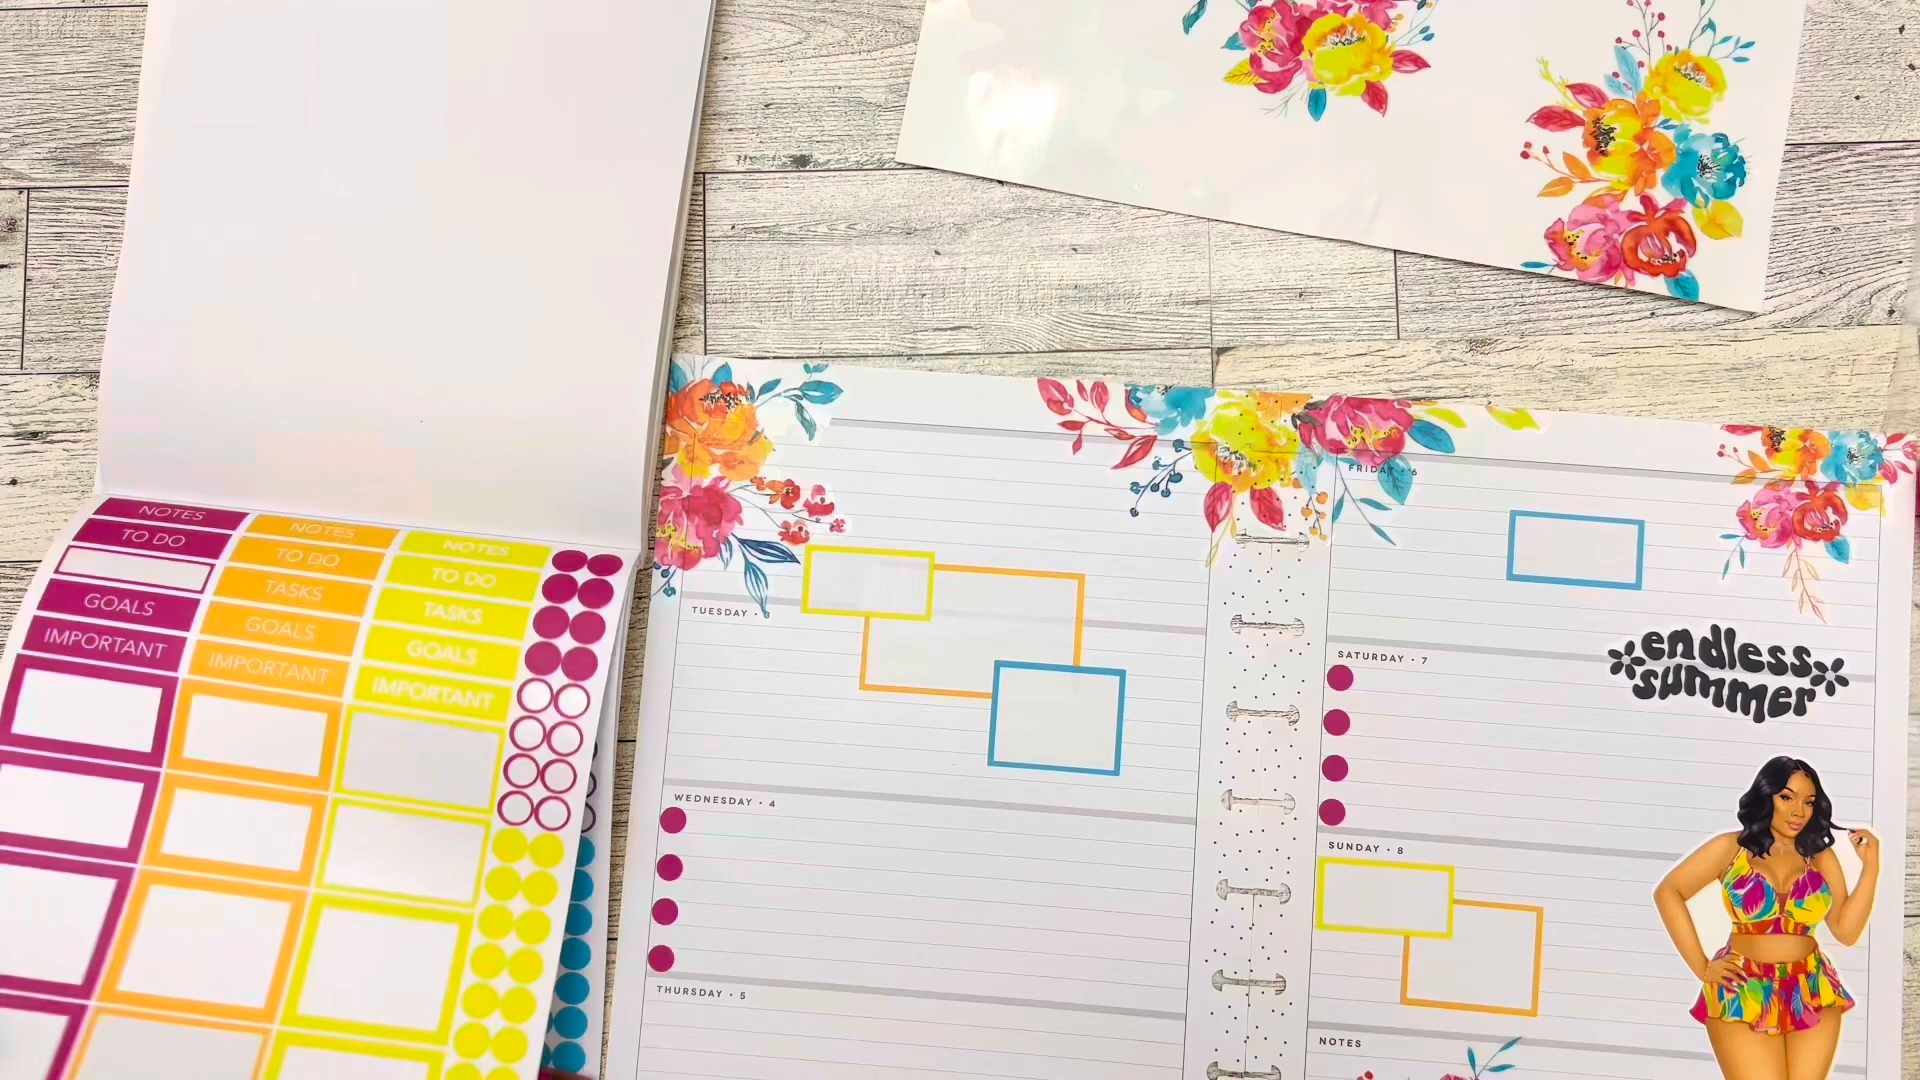 NOTES
TO DO
GOALS
IMPORTANT
NOTES
TO DO
TASKS
GOALS
IMPORTANT
NOTES
TO DO
TASKS
GOALS
IMPORTANT
TUESDAY • 3
WEDNESDAY • 4
THURSDAY • 5
FRIDAY • 6
SATURDAY • 7
endless
summer
SUNDAY • 8
NOTES